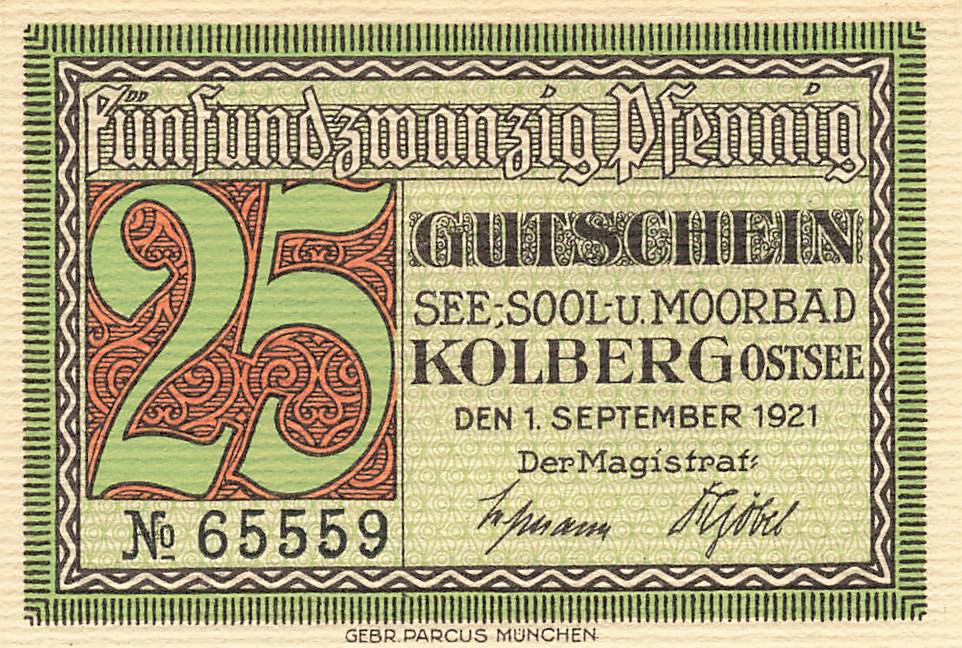 Fünfundzwanzig Pfennig
25
GUTSCHEIN
SEE-, SOOL- U. MOORBAD
KOLBERG OSTSEE
DEN 1. SEPTEMBER 1921
Der Magistrat:
№ 65559
GEBR. PARCUS MÜNCHEN